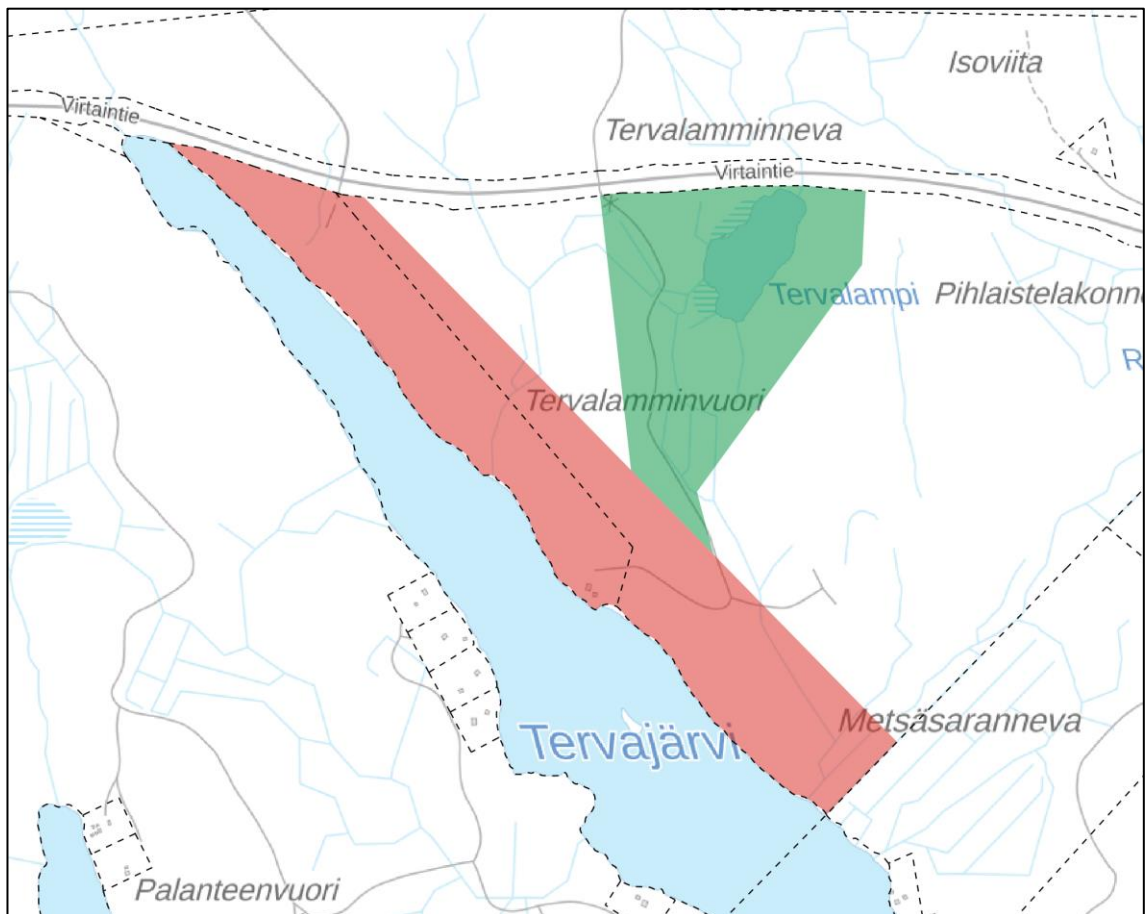 Isoviita
Virtaintie
Tervalamminneva
Virtaintie
Tervalampi
Pihlaistelakonn
R
Tervalamminvuori
Metsäsaranneva
Tervajärvi
Palanteenvuori